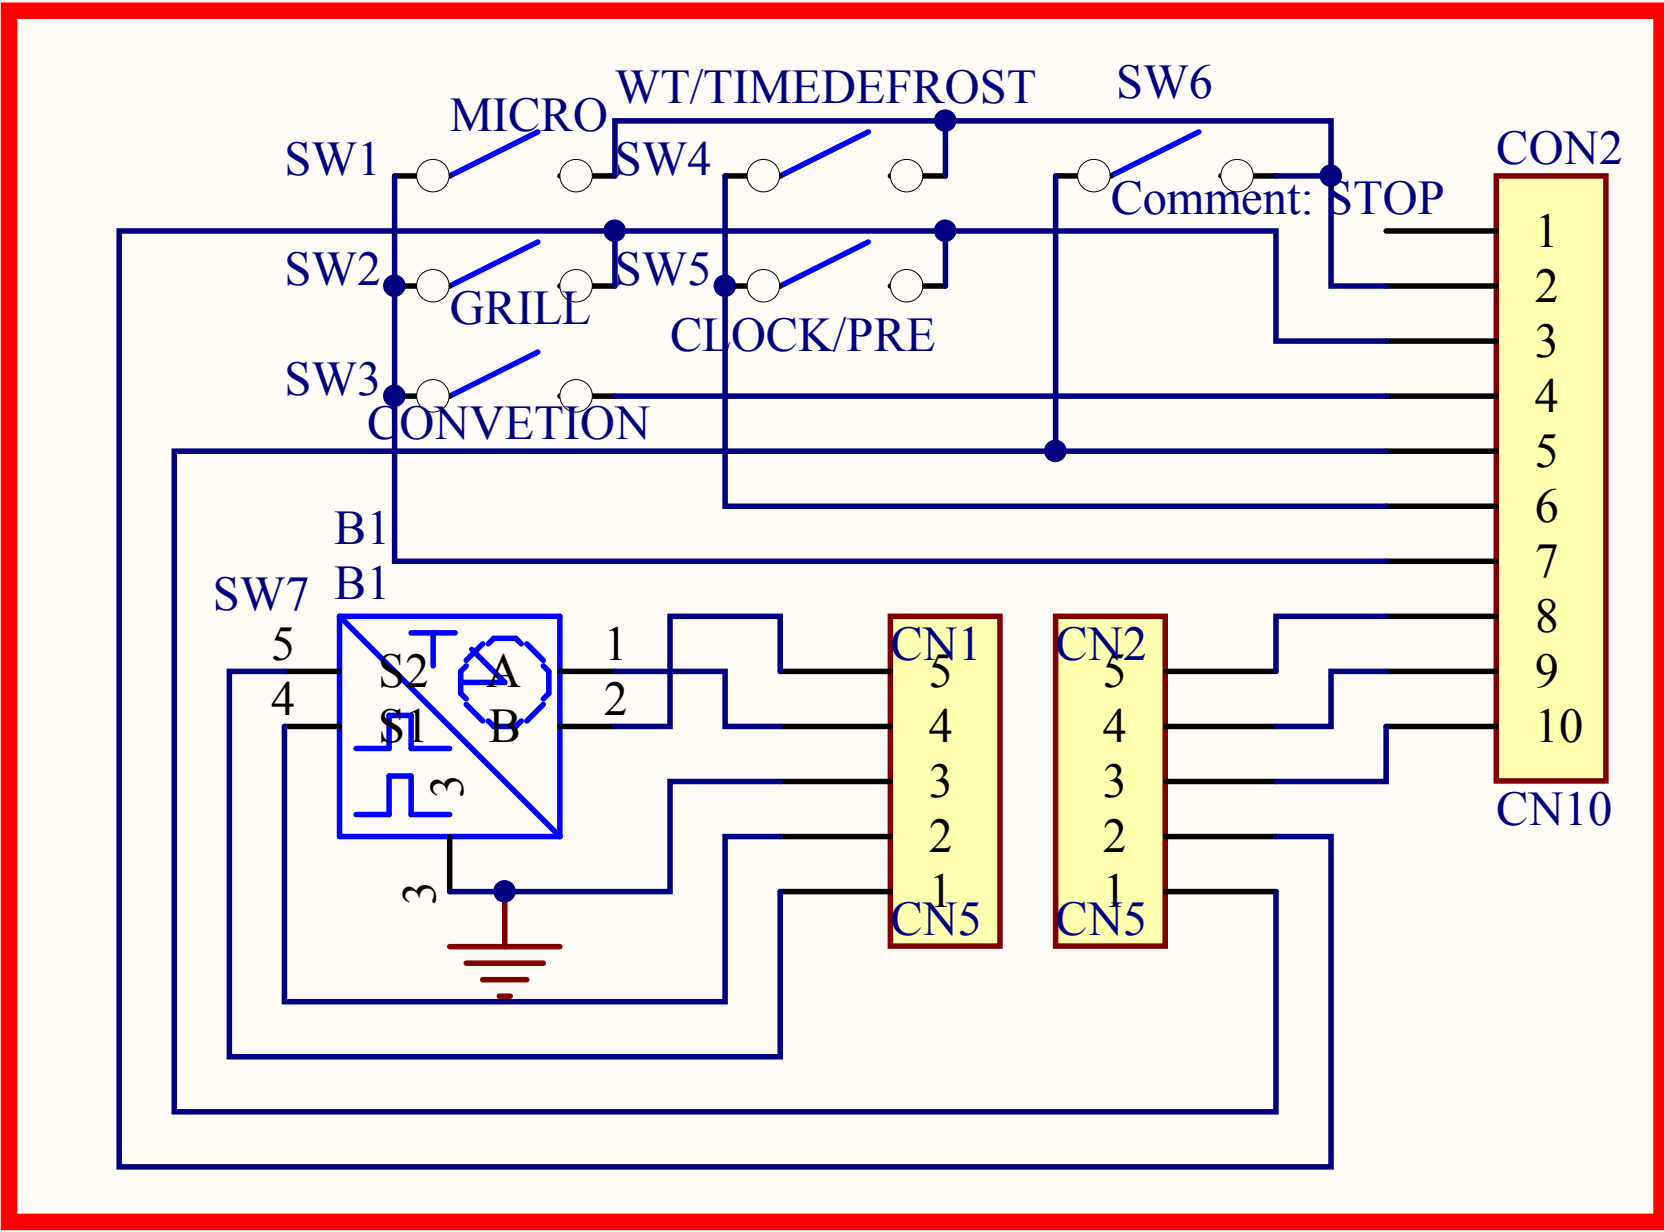 WT/TIMEDEFROST
SW6
MICRO
SW1
SW4
CON2
Comment: STOP
1
SW2
SW5
2
GRILL
CLOCK/PRE
3
SW3
4
CONVETION
5
6
B1
7
B1
SW7
8
5
1
CN1
CN2
S2
A
5
5
9
4
2
S1
B
4
4
10
3
3
3
CN10
2
2
3
1
1
CN5
CN5